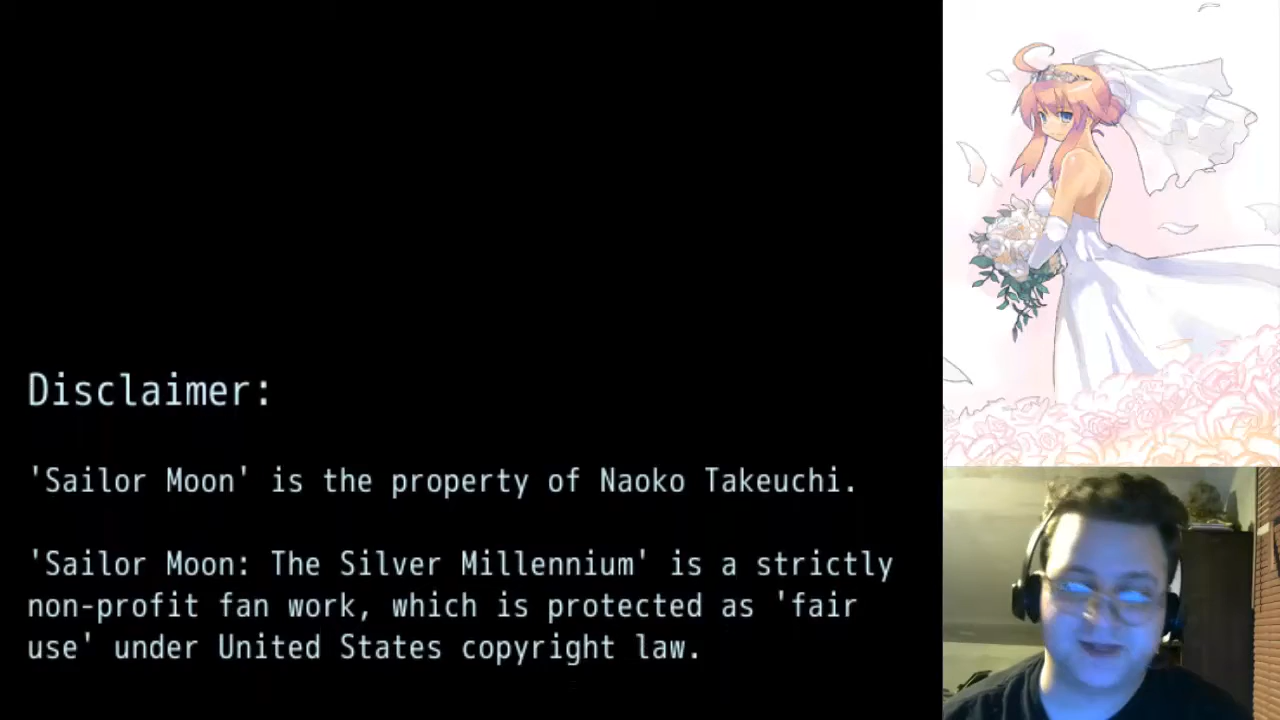 Disclaimer:
'Sailor Moon' is the property of Naoko Takeuchi.
'Sailor Moon: The Silver Millennium' is a strictly
non-profit fan work, which is protected as 'fair
use' under United States copyright law.